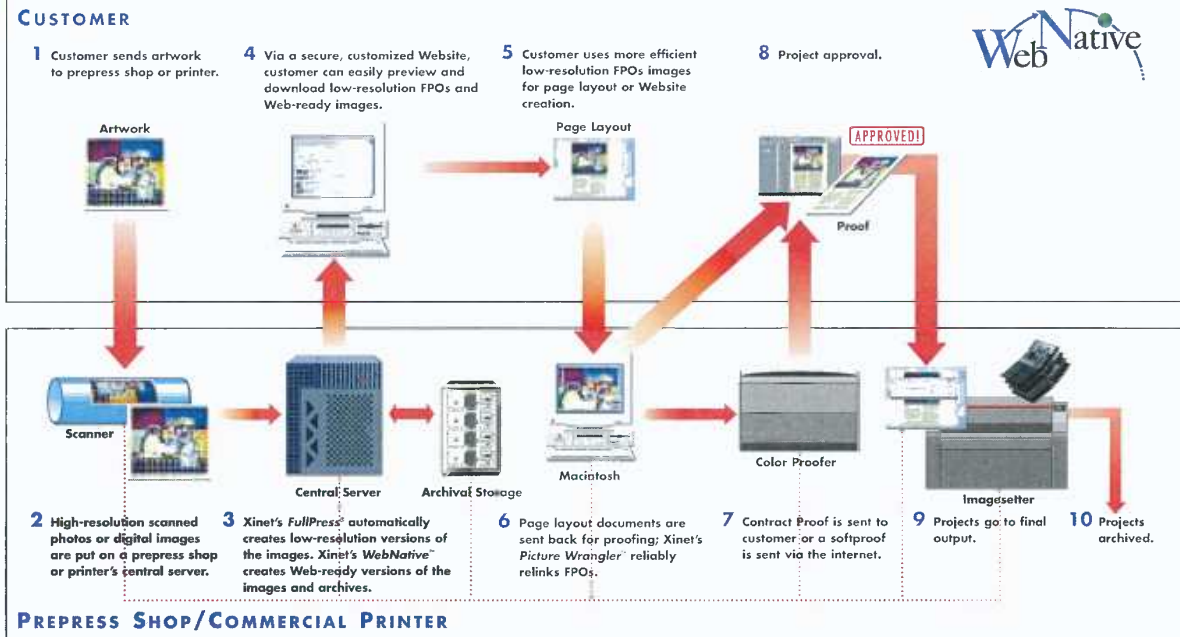 CUSTOMER
Web Native
1 Customer sends artwork
to prepress shop or printer.
4 Via a secure, customized Website,
customer can easily preview and
download low-resolution FPOs and
Web-ready images.
5 Customer uses more efficient
low-resolution FPOs images
for page layout or Website
creation.
8 Project approval.
Artwork
Page Layout
APPROVED!
Proof
Scanner
Central Server
Archival Storage
Macintosh
Color Proofer
Imagesetter
2 High-resolution scanned
photos or digital images
are put on a prepress shop
or printer's central server.
3 Xinet's FullPress® automatically
creates low-resolution versions of
the images. Xinet's WebNative™
creates Web-ready versions of the
images and archives.
6 Page layout documents are
sent back for proofing; Xinet's
Picture Wrangler™ reliably
relinks FPOs.
7 Contract Proof is sent to
customer or a softproof
is sent via the internet.
9 Projects go to final
output.
10 Projects
archived.
PREPRESS SHOP/COMMERCIAL PRINTER